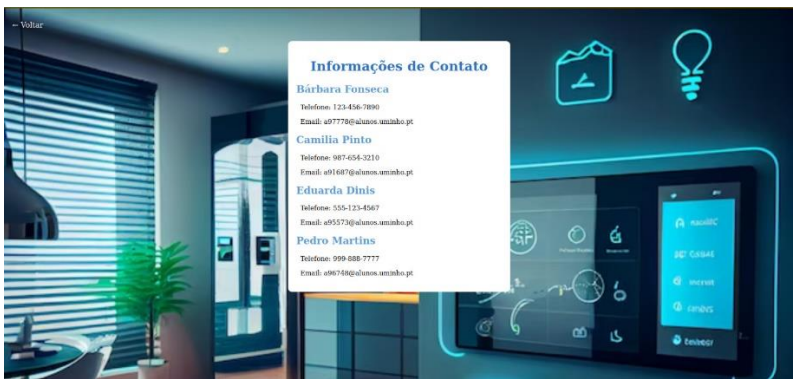 ← Voltar
Informações de Contato
Bárbara Fonseca
Telefone: 123-456-7890
Email: a97778@alunos.uminho.pt
Camilia Pinto
Telefone: 987-654-3210
Email: a91687@alunos.uminho.pt
Eduarda Dinis
Telefone: 555-123-4567
Email: a95573@alunos.uminho.pt
Pedro Martins
Telefone: 999-888-7777
Email: a96748@alunos.uminho.pt